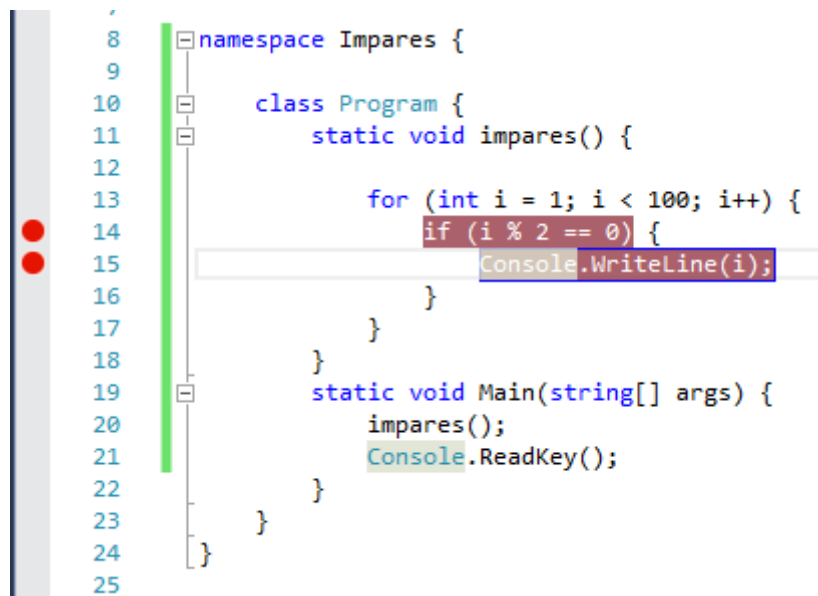 8 namespace Impares {
9
10 class Program {
11 static void impares() {
12
13 for (int i = 1; i < 100; i++) {
14 if (i % 2 == 0) {
15 Console.WriteLine(i);
16 }
17 }
18 }
19 static void Main(string[] args) {
20 impares();
21 Console.ReadKey();
22 }
23 }
24 }
25